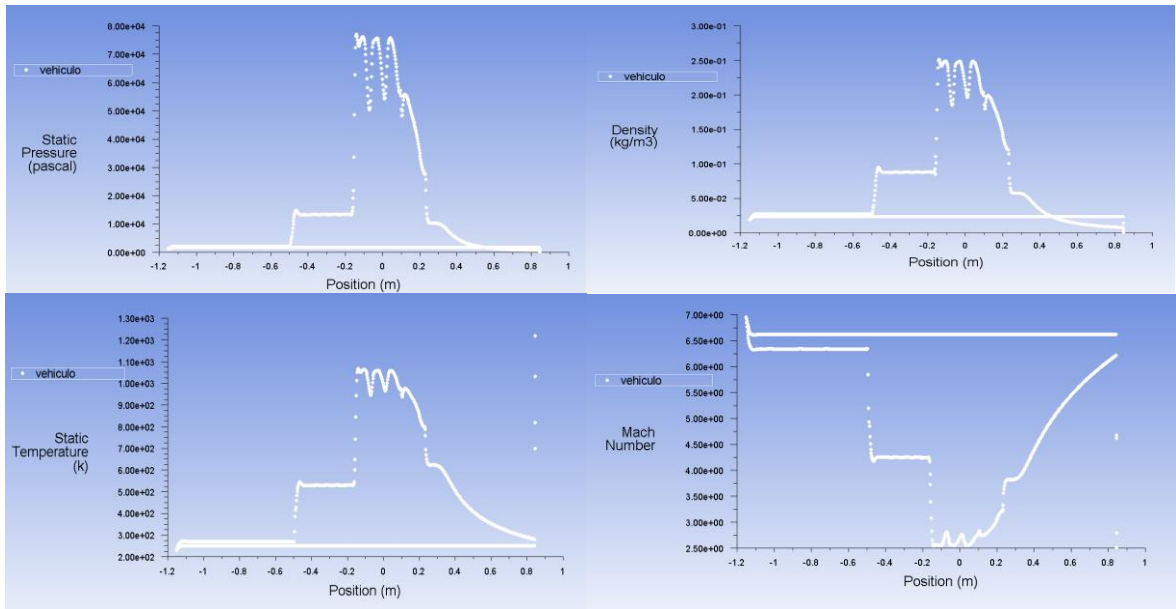 8.00e+04
7.00e+04
6.00e+04
5.00e+04
4.00e+04
3.00e+04
2.00e+04
1.00e+04
0.00e+00
vehiculo
Static
Pressure
(pascal)
-1.2 -1 -0.8 -0.6 -0.4 -0.2 0 0.2 0.4 0.6 0.8 1
Position (m)
3.00e-01
2.50e-01
2.00e-01
1.50e-01
1.00e-01
5.00e-02
0.00e+00
vehiculo
Density
(kg/m3)
-1.2 -1 -0.8 -0.6 -0.4 -0.2 0 0.2 0.4 0.6 0.8 1
Position (m)
1.30e+03
1.20e+03
1.10e+03
1.00e+03
9.00e+02
8.00e+02
7.00e+02
6.00e+02
5.00e+02
4.00e+02
3.00e+02
2.00e+02
vehiculo
Static
Temperature
(k)
-1.2 -1 -0.8 -0.6 -0.4 -0.2 0 0.2 0.4 0.6 0.8 1
Position (m)
7.00e+00
6.50e+00
6.00e+00
5.50e+00
5.00e+00
4.50e+00
4.00e+00
3.50e+00
3.00e+00
2.50e+00
vehiculo
Mach
Number
-1.2 -1 -0.8 -0.6 -0.4 -0.2 0 0.2 0.4 0.6 0.8 1
Position (m)